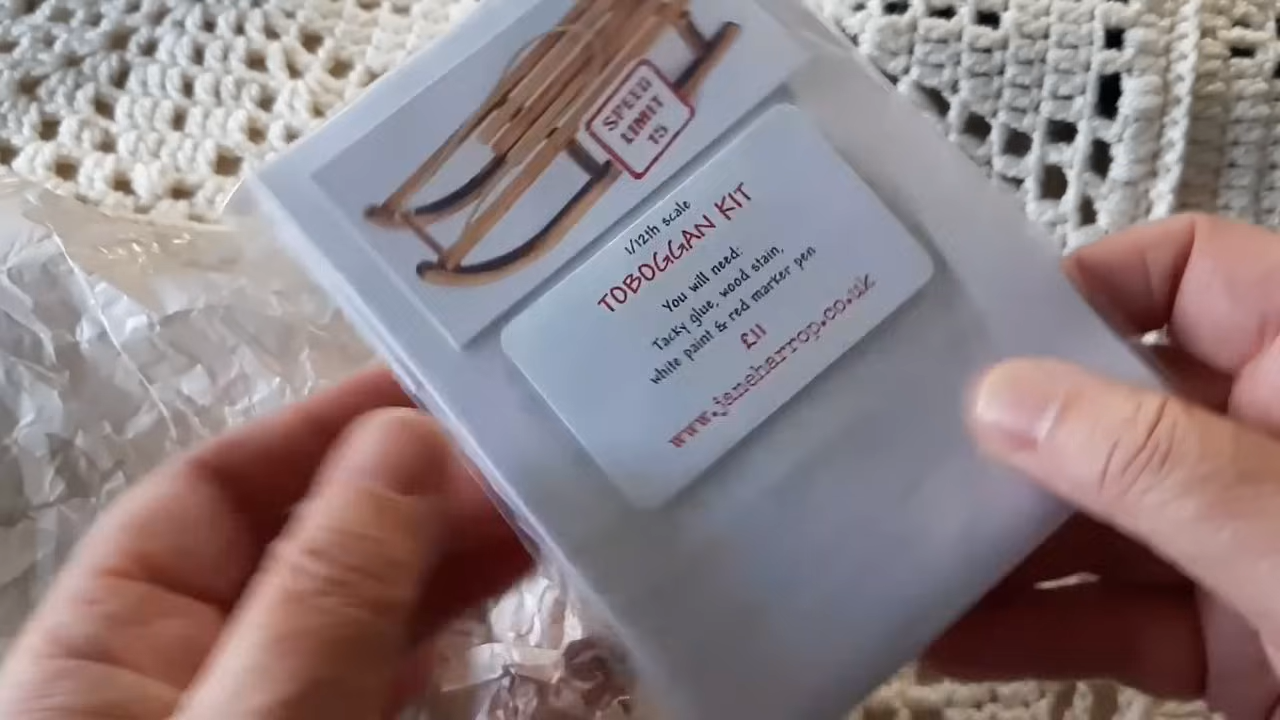 SPEED
LIMIT
15
1/12th scale
TOBOGGAN KIT
You will need:
Tacky glue, wood stain,
white paint & red marker pen
£11
www.janeharrop.co.uk